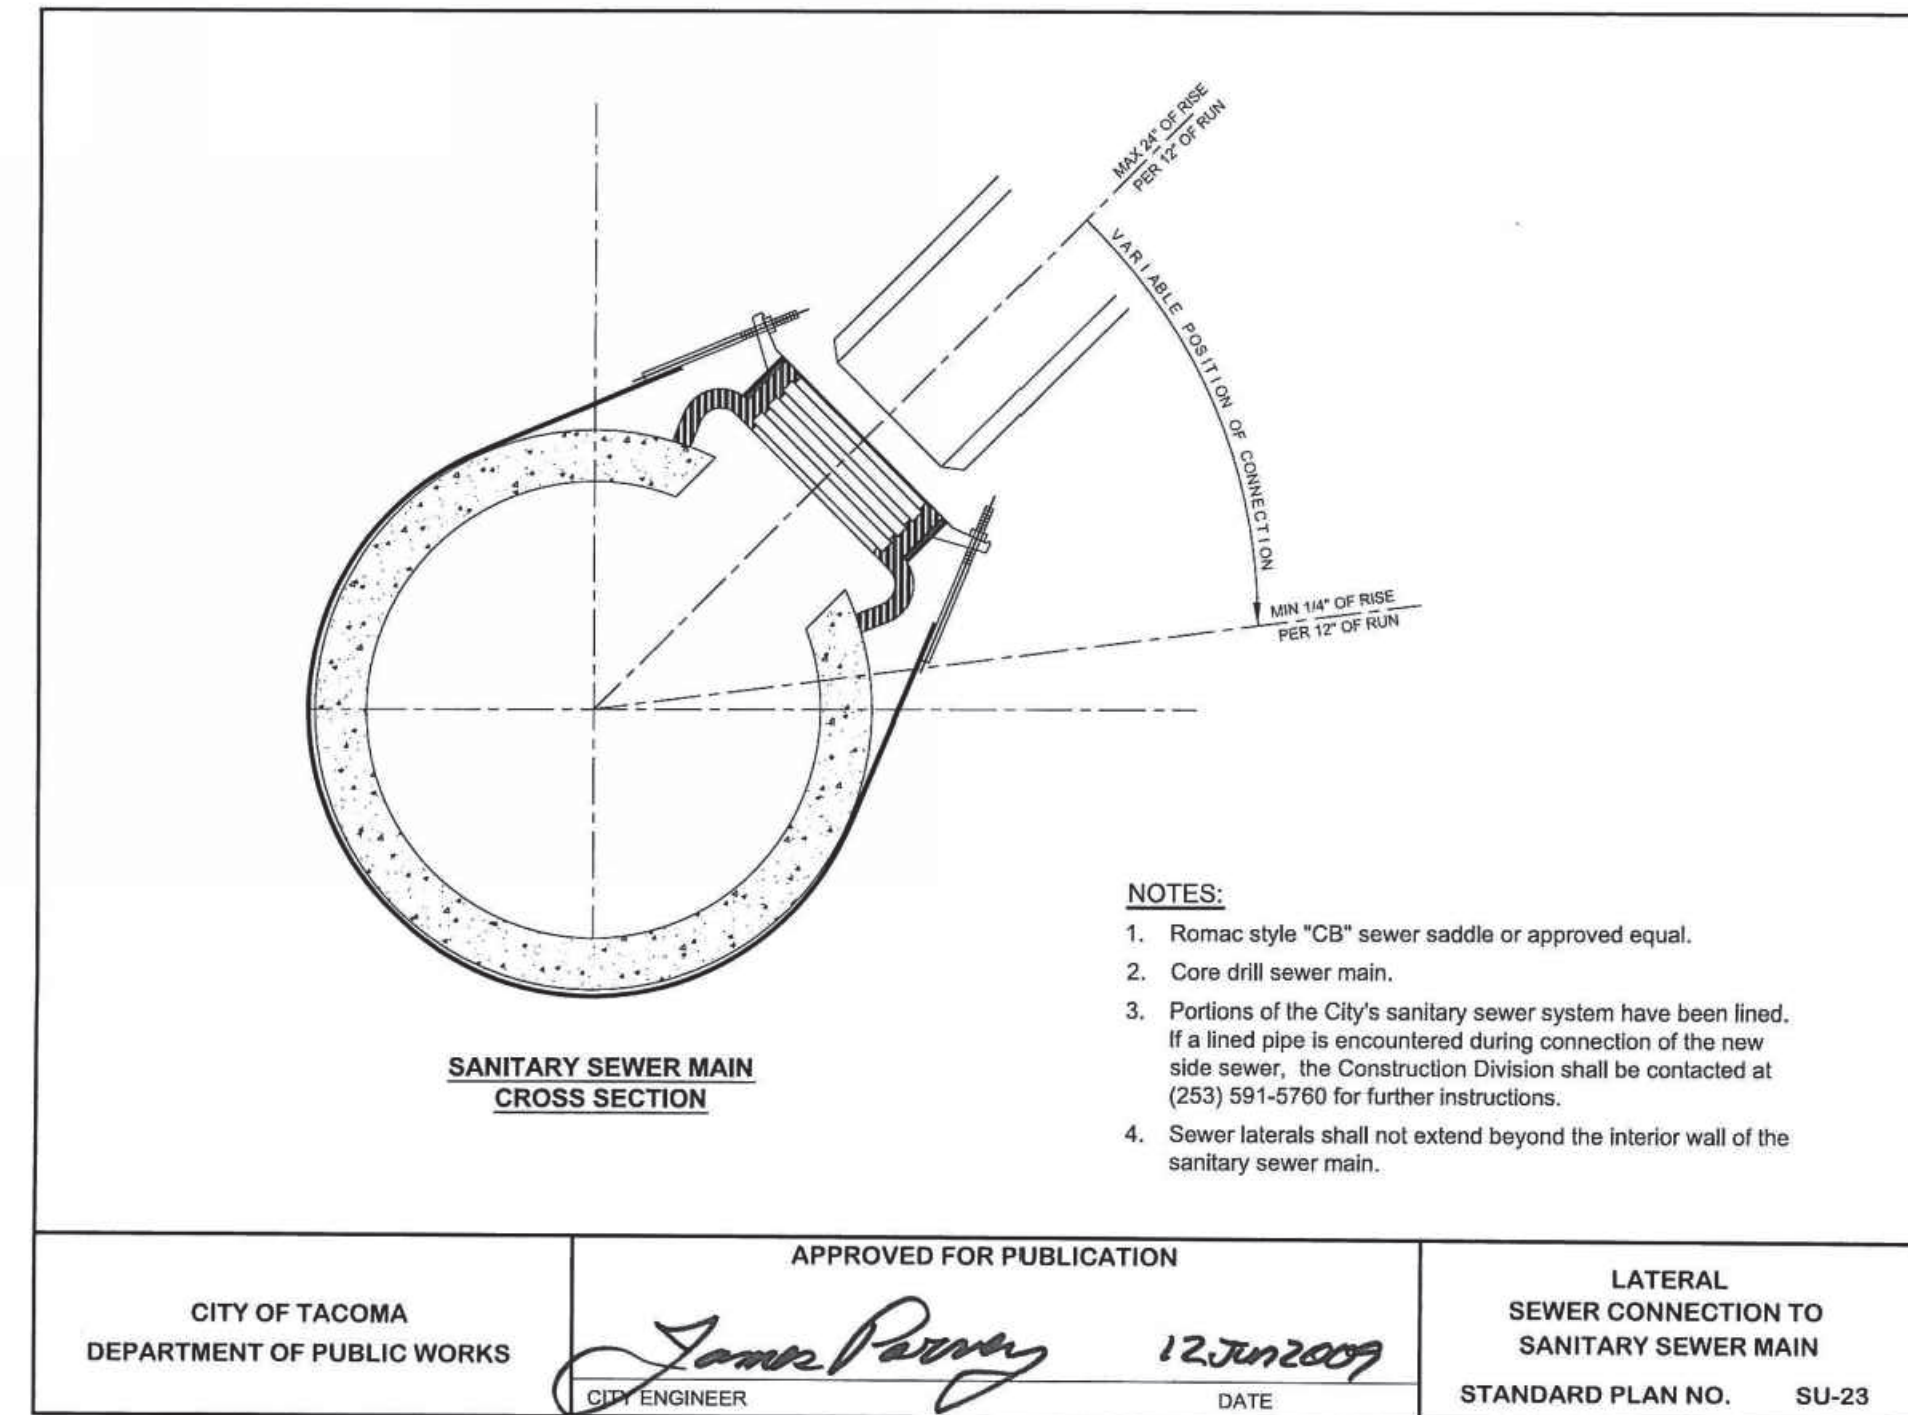 MAX 24" OF RISE
PER 12" OF RUN
VARIABLE POSITION OF CONNECTION
MIN 1/4" OF RISE
PER 12" OF RUN
NOTES:
1. Romac style "CB" sewer saddle or approved equal.
2. Core drill sewer main.
3. Portions of the City's sanitary sewer system have been lined.
If a lined pipe is encountered during connection of the new
side sewer, the Construction Division shall be contacted at
(253) 591-5760 for further instructions.
4. Sewer laterals shall not extend beyond the interior wall of the
sanitary sewer main.
SANITARY SEWER MAIN
CROSS SECTION
CITY OF TACOMA
DEPARTMENT OF PUBLIC WORKS
APPROVED FOR PUBLICATION
James Parvey 12 Jun 2009
CITY ENGINEER DATE
LATERAL
SEWER CONNECTION TO
SANITARY SEWER MAIN
STANDARD PLAN NO. SU-23